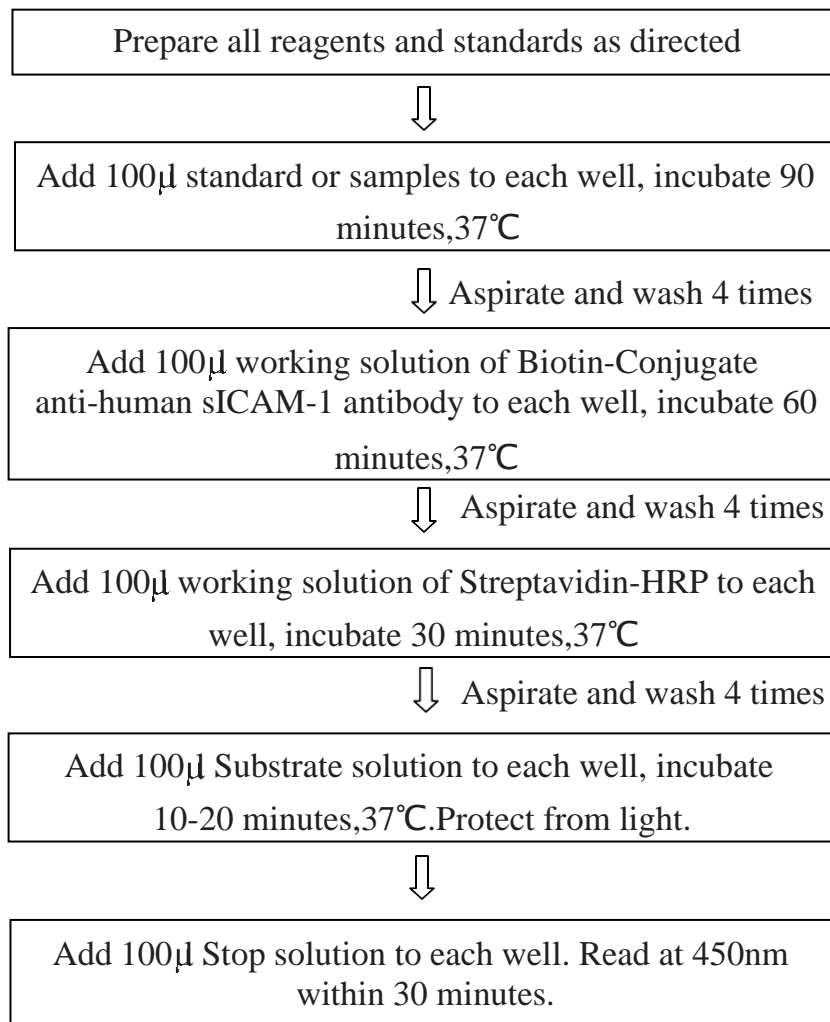 Prepare all reagents and standards as directed
Add 100μl standard or samples to each well, incubate 90
minutes,37℃
Aspirate and wash 4 times
Add 100μl working solution of Biotin-Conjugate
anti-human sICAM-1 antibody to each well, incubate 60
minutes,37℃
Aspirate and wash 4 times
Add 100μl working solution of Streptavidin-HRP to each
well, incubate 30 minutes,37℃
Aspirate and wash 4 times
Add 100μl Substrate solution to each well, incubate
10-20 minutes,37℃.Protect from light.
Add 100μl Stop solution to each well. Read at 450nm
within 30 minutes.